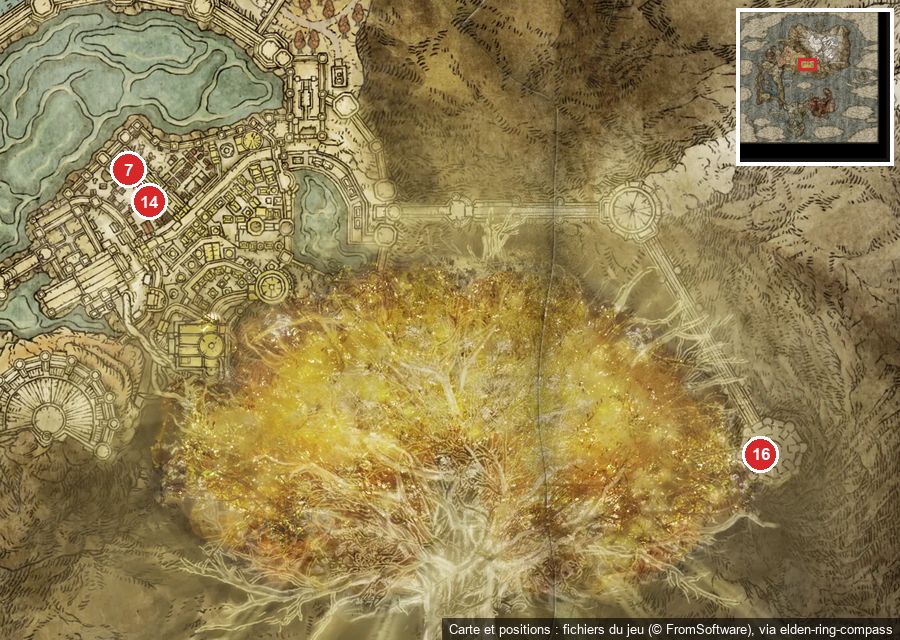 7
14
16
Carte et positions : fichiers du jeu (© FromSoftware), via elden-ring-compass